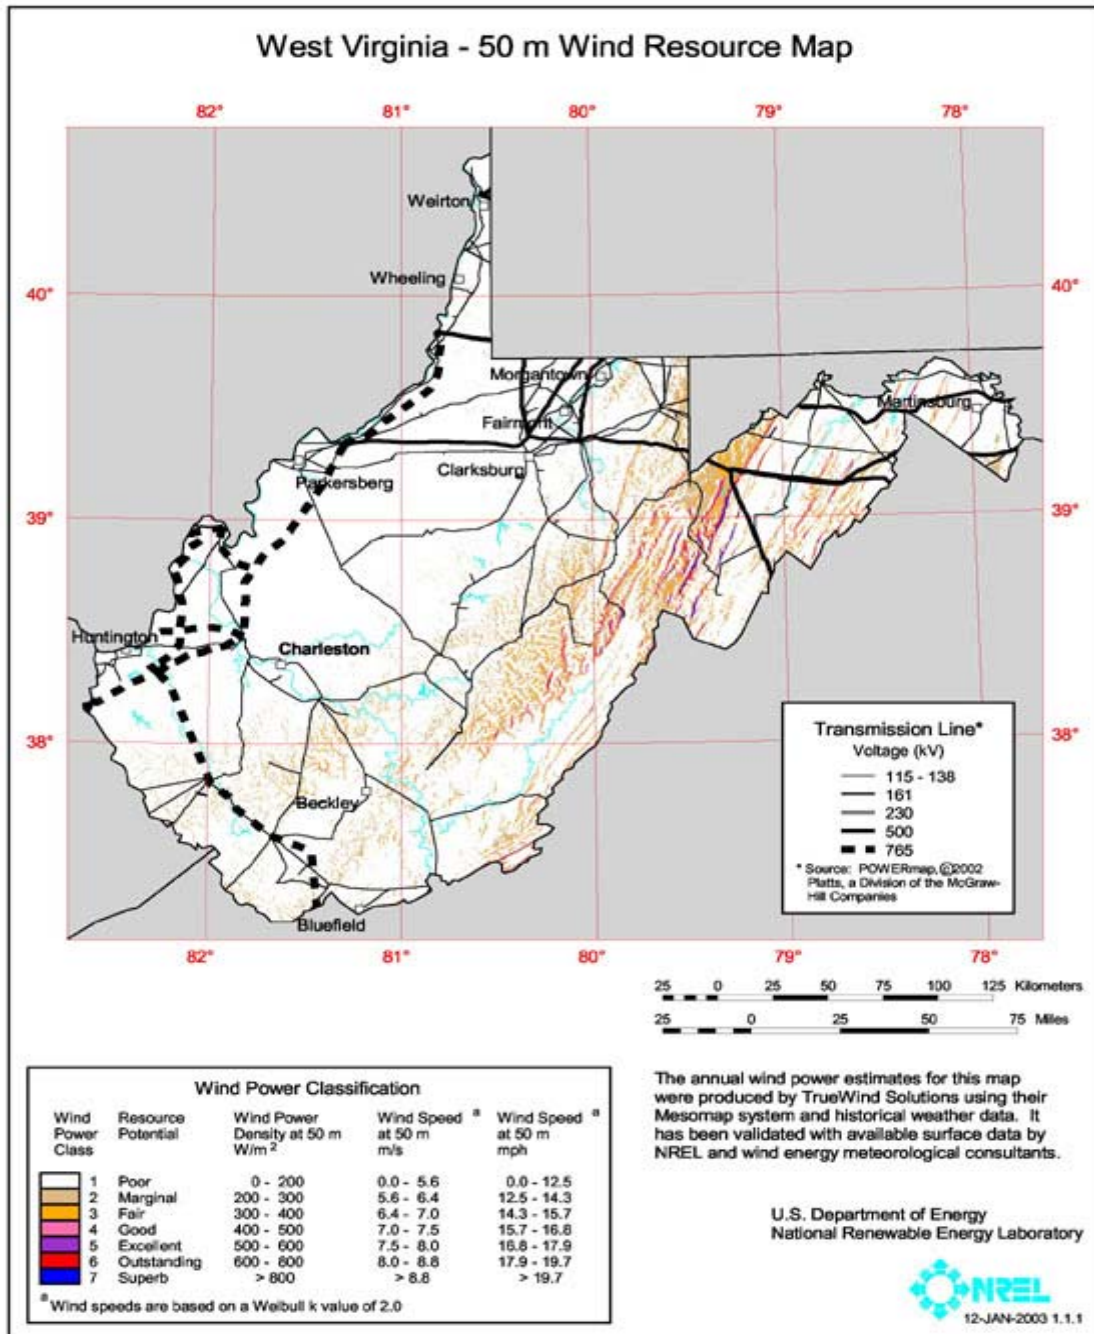 West Virginia - 50 m Wind Resource Map
82° 81° 80° 79° 78°
Weirton
Wheeling
40° 40°
Morgantown
Martinsburg
Fairmont
Clarksburg
Parkersberg
39° 39°
Huntington
Charleston
38° 38°
Beckley
Bluefield
82° 81° 80° 79° 78°
Transmission Line*
Voltage (kV)
115 - 138
161
230
500
765
* Source: POWERmap, ©2002
Platts, a Division of the McGraw-
Hill Companies
25 0 25 50 75 100 125 Kilometers
25 0 25 50 75 Miles
Wind Power Classification
Wind Resource Wind Power Wind Speed a Wind Speed a
Power Potential Density at 50 m at 50 m at 50 m
Class W/m 2 m/s mph
1 Poor 0 - 200 0.0 - 5.6 0.0 - 12.5
2 Marginal 200 - 300 5.6 - 6.4 12.5 - 14.3
3 Fair 300 - 400 6.4 - 7.0 14.3 - 15.7
4 Good 400 - 500 7.0 - 7.5 15.7 - 16.8
5 Excellent 500 - 600 7.5 - 8.0 16.8 - 17.9
6 Outstanding 600 - 800 8.0 - 8.8 17.9 - 19.7
7 Superb > 800 > 8.8 > 19.7
a Wind speeds are based on a Weibull k value of 2.0
The annual wind power estimates for this map
were produced by TrueWind Solutions using their
Mesomap system and historical weather data. It
has been validated with available surface data by
NREL and wind energy meteorological consultants.
U.S. Department of Energy
National Renewable Energy Laboratory
NREL
12-JAN-2003 1.1.1